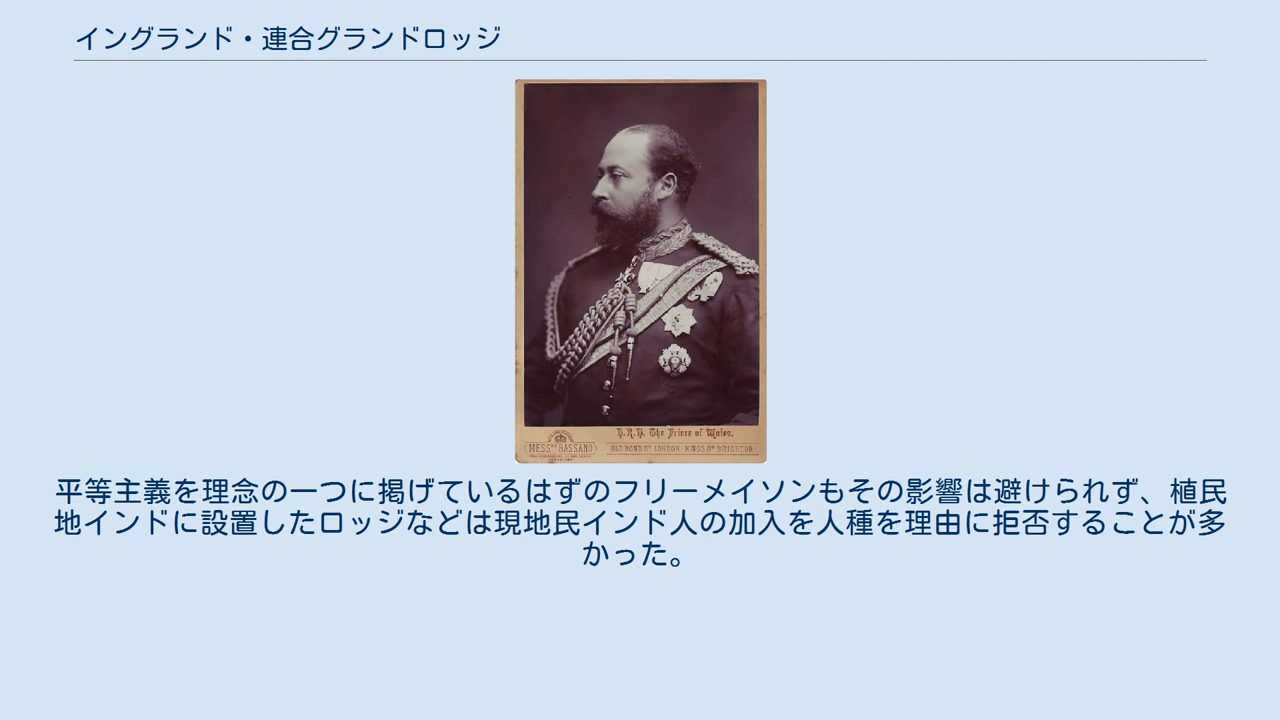 イングランド・連合グランドロッジ
H.R.H. The Prince of Wales.
MESSRS BASSANO
OLD BOND ST LONDON · KINGS RD BRIGHTON
平等主義を理念の一つに掲げているはずのフリーメイソンもその影響は避けられず、植民
地インドに設置したロッジなどは現地民インド人の加入を人種を理由に拒否することが多
かった。